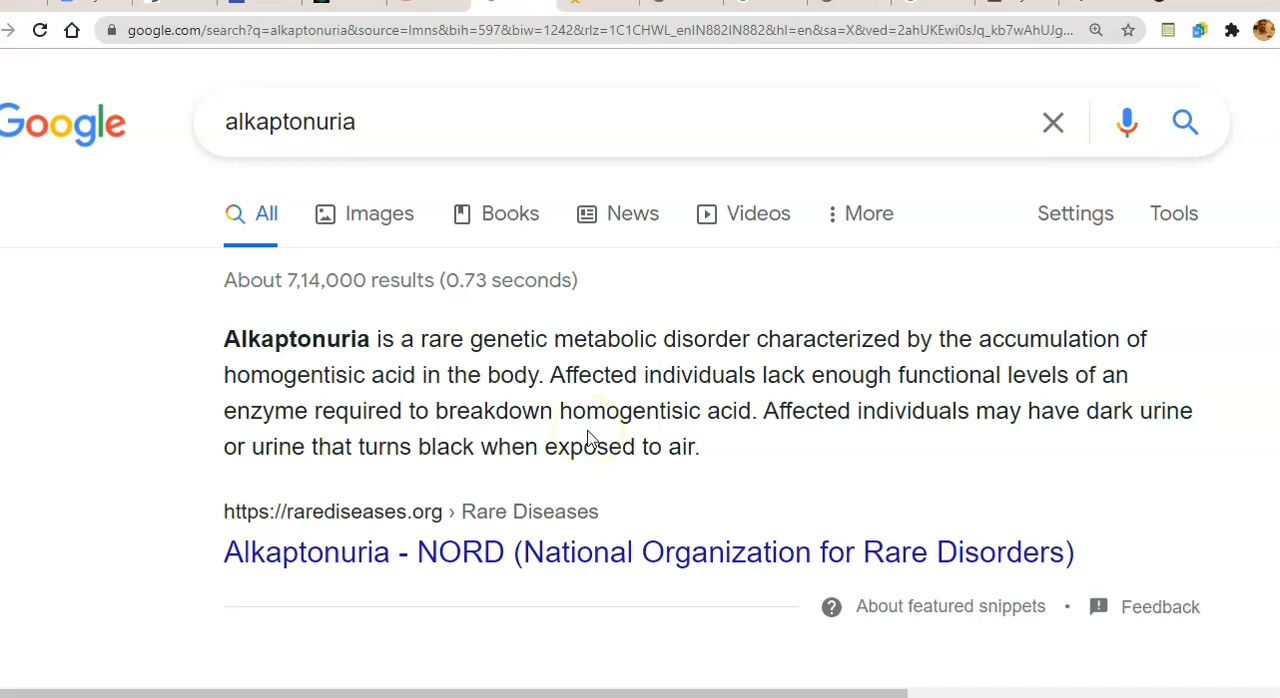 google.com/search?q=alkaptonuria&source=lmns&bih=597&biw=1242&rlz=1C1CHWL_enIN882IN882&hl=en&sa=X&ved=2ahUKEwi0sJq_kb7wAhUJg...
Google
alkaptonuria
All Images Books News Videos More Settings Tools
About 7,14,000 results (0.73 seconds)
Alkaptonuria is a rare genetic metabolic disorder characterized by the accumulation of
homogentisic acid in the body. Affected individuals lack enough functional levels of an
enzyme required to breakdown homogentisic acid. Affected individuals may have dark urine
or urine that turns black when exposed to air.
https://rarediseases.org › Rare Diseases
Alkaptonuria - NORD (National Organization for Rare Disorders)
About featured snippets • Feedback